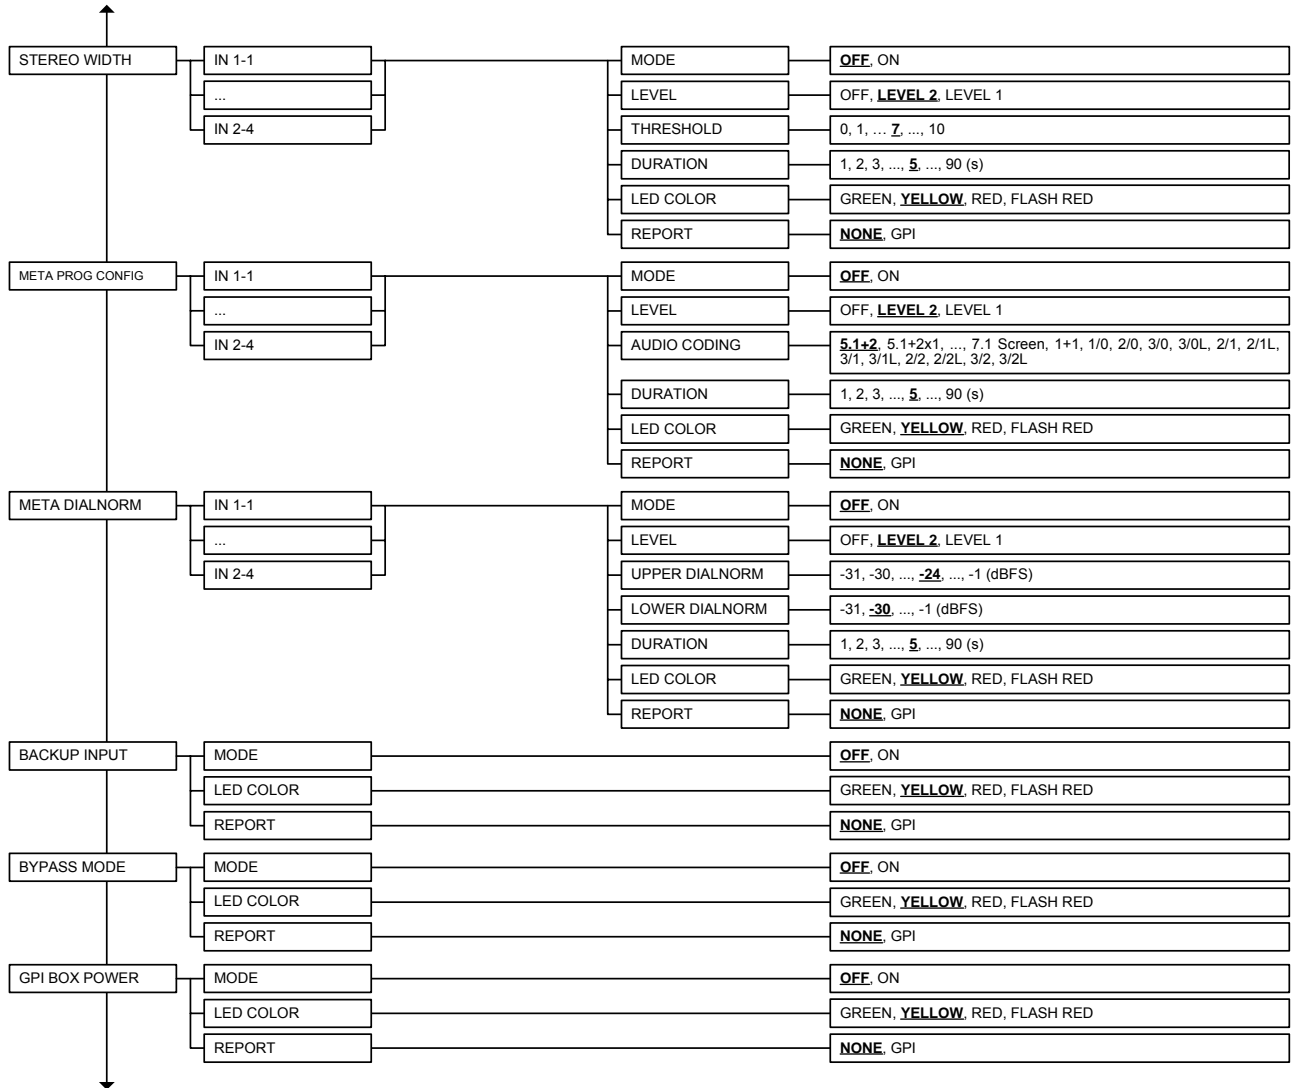 STEREO WIDTH IN 1-1 MODE OFF, ON
... LEVEL OFF, LEVEL 2, LEVEL 1
IN 2-4 THRESHOLD 0, 1, … 7, ..., 10
DURATION 1, 2, 3, ..., 5, ..., 90 (s)
LED COLOR GREEN, YELLOW, RED, FLASH RED
REPORT NONE, GPI
META PROG CONFIG IN 1-1 MODE OFF, ON
... LEVEL OFF, LEVEL 2, LEVEL 1
IN 2-4 AUDIO CODING 5.1+2, 5.1+2x1, ..., 7.1 Screen, 1+1, 1/0, 2/0, 3/0, 3/0L, 2/1, 2/1L,
3/1, 3/1L, 2/2, 2/2L, 3/2, 3/2L
DURATION 1, 2, 3, ..., 5, ..., 90 (s)
LED COLOR GREEN, YELLOW, RED, FLASH RED
REPORT NONE, GPI
META DIALNORM IN 1-1 MODE OFF, ON
... LEVEL OFF, LEVEL 2, LEVEL 1
IN 2-4 UPPER DIALNORM -31, -30, ..., -24, ..., -1 (dBFS)
LOWER DIALNORM -31, -30, ..., -1 (dBFS)
DURATION 1, 2, 3, ..., 5, ..., 90 (s)
LED COLOR GREEN, YELLOW, RED, FLASH RED
REPORT NONE, GPI
BACKUP INPUT MODE OFF, ON
LED COLOR GREEN, YELLOW, RED, FLASH RED
REPORT NONE, GPI
BYPASS MODE MODE OFF, ON
LED COLOR GREEN, YELLOW, RED, FLASH RED
REPORT NONE, GPI
GPI BOX POWER MODE OFF, ON
LED COLOR GREEN, YELLOW, RED, FLASH RED
REPORT NONE, GPI